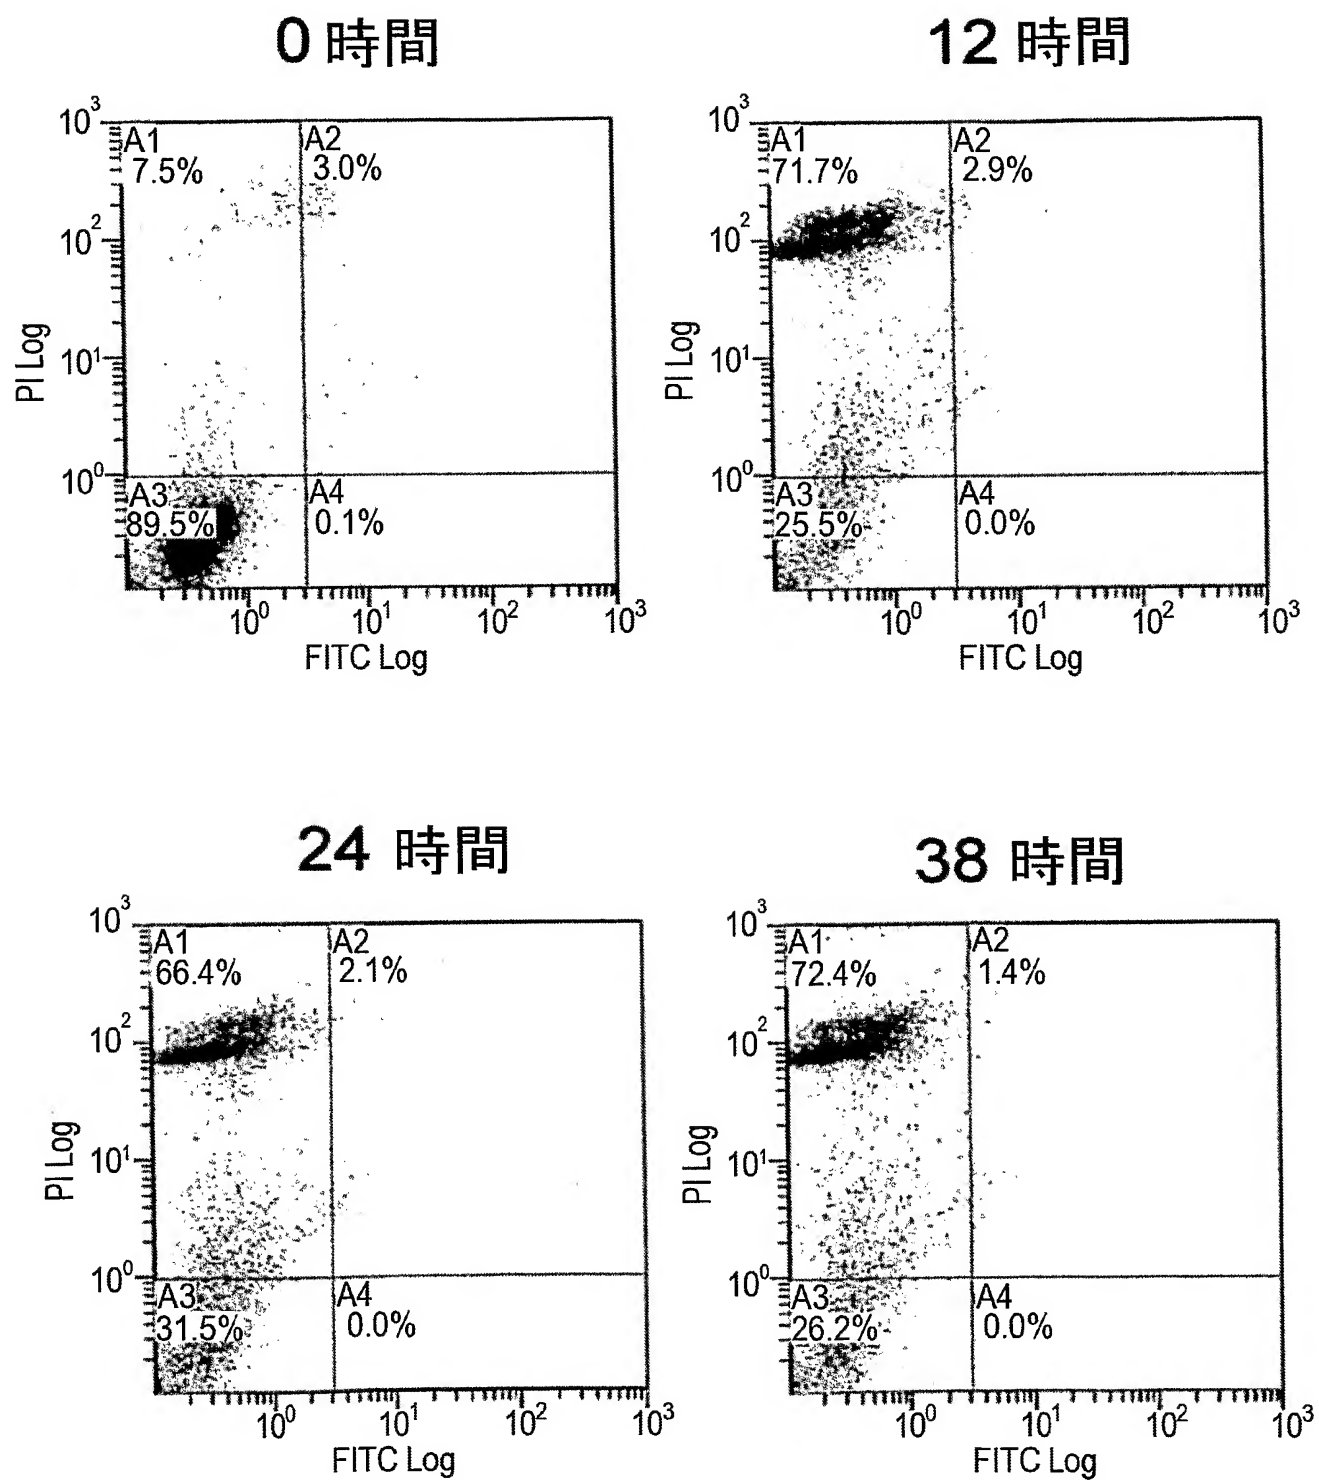 0 時間
10³
A1
7.5%
A2
3.0%
10²
10¹
10⁰
PI Log
A3
89.5%
A4
0.1%
10⁰ 10¹ 10² 10³
FITC Log
12 時間
10³
A1
71.7%
A2
2.9%
10²
10¹
10⁰
PI Log
A3
25.5%
A4
0.0%
10⁰ 10¹ 10² 10³
FITC Log
24 時間
10³
A1
66.4%
A2
2.1%
10²
10¹
10⁰
PI Log
A3
31.5%
A4
0.0%
10⁰ 10¹ 10² 10³
FITC Log
38 時間
10³
A1
72.4%
A2
1.4%
10²
10¹
10⁰
PI Log
A3
26.2%
A4
0.0%
10⁰ 10¹ 10² 10³
FITC Log